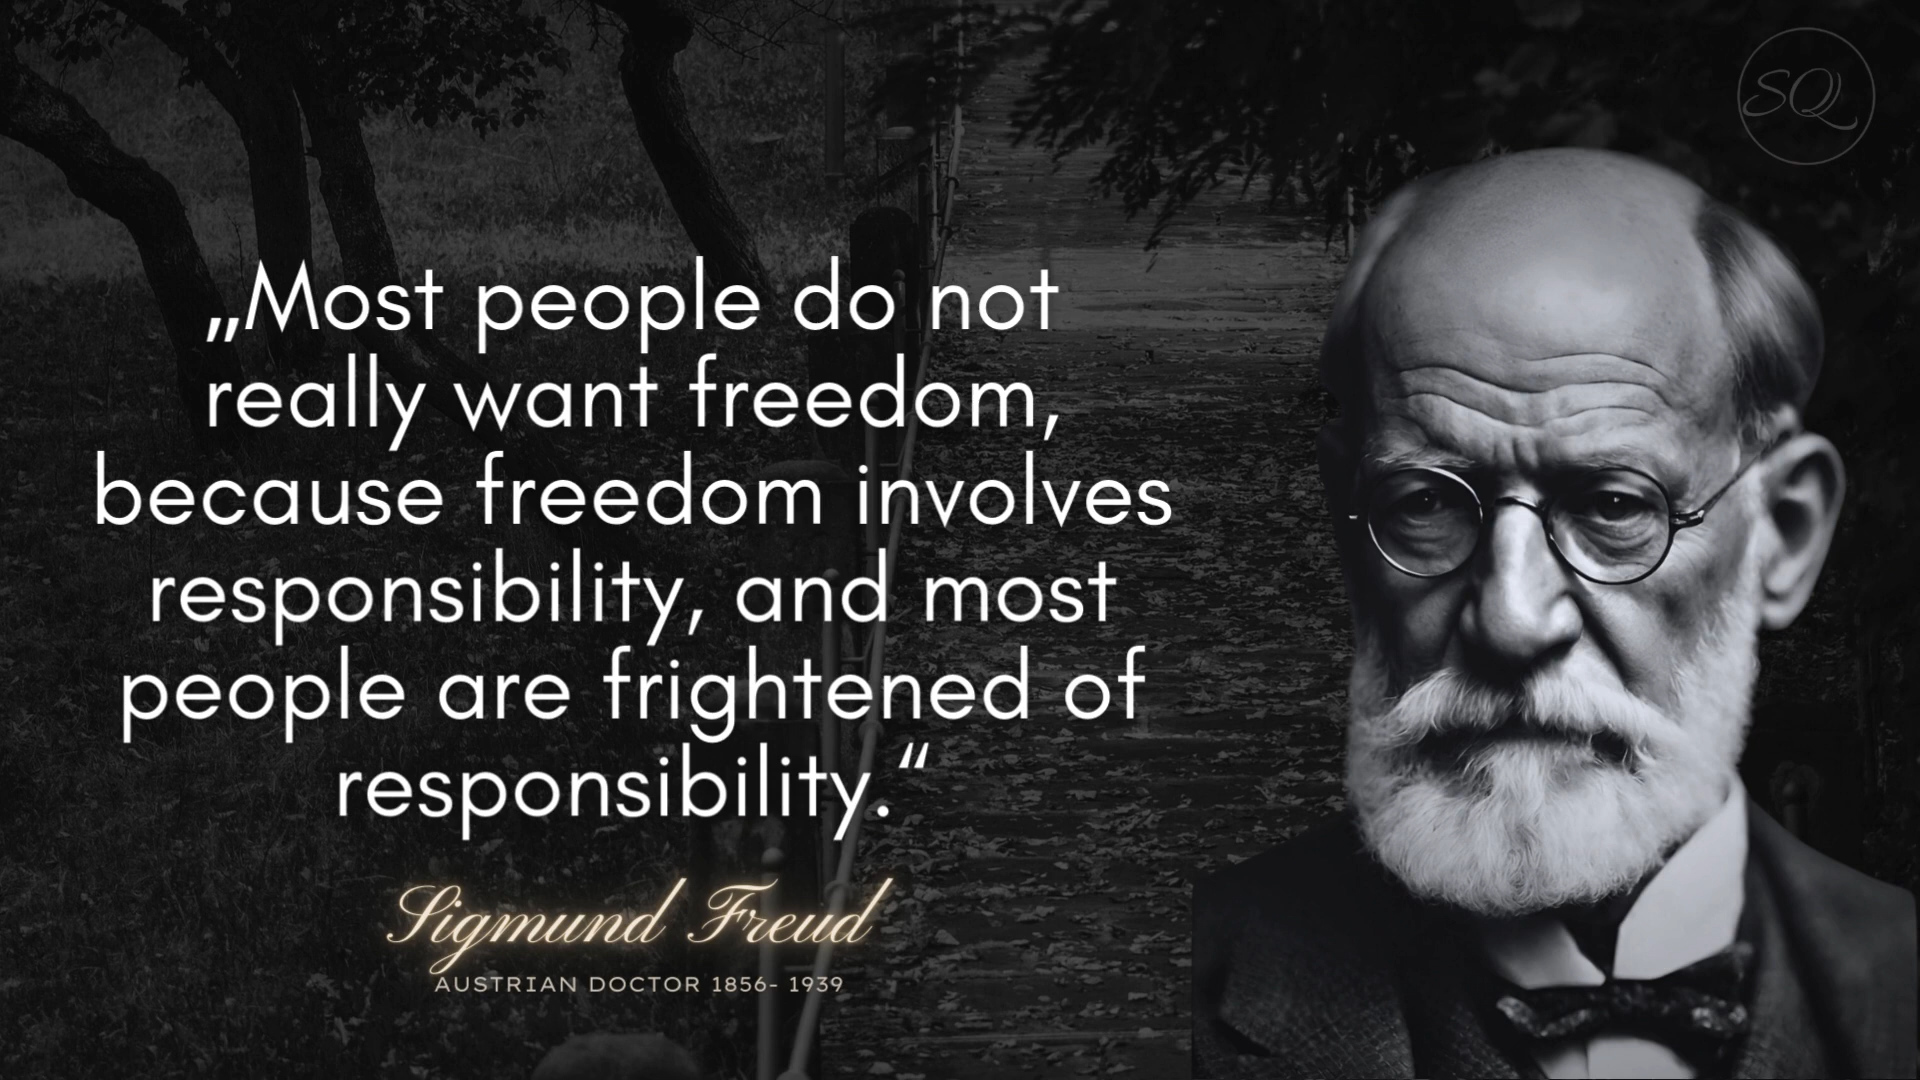 SQ
„Most people do not
really want freedom,
because freedom involves
responsibility, and most
people are frightened of
responsibility.“
Sigmund Freud
AUSTRIAN DOCTOR 1856- 1939